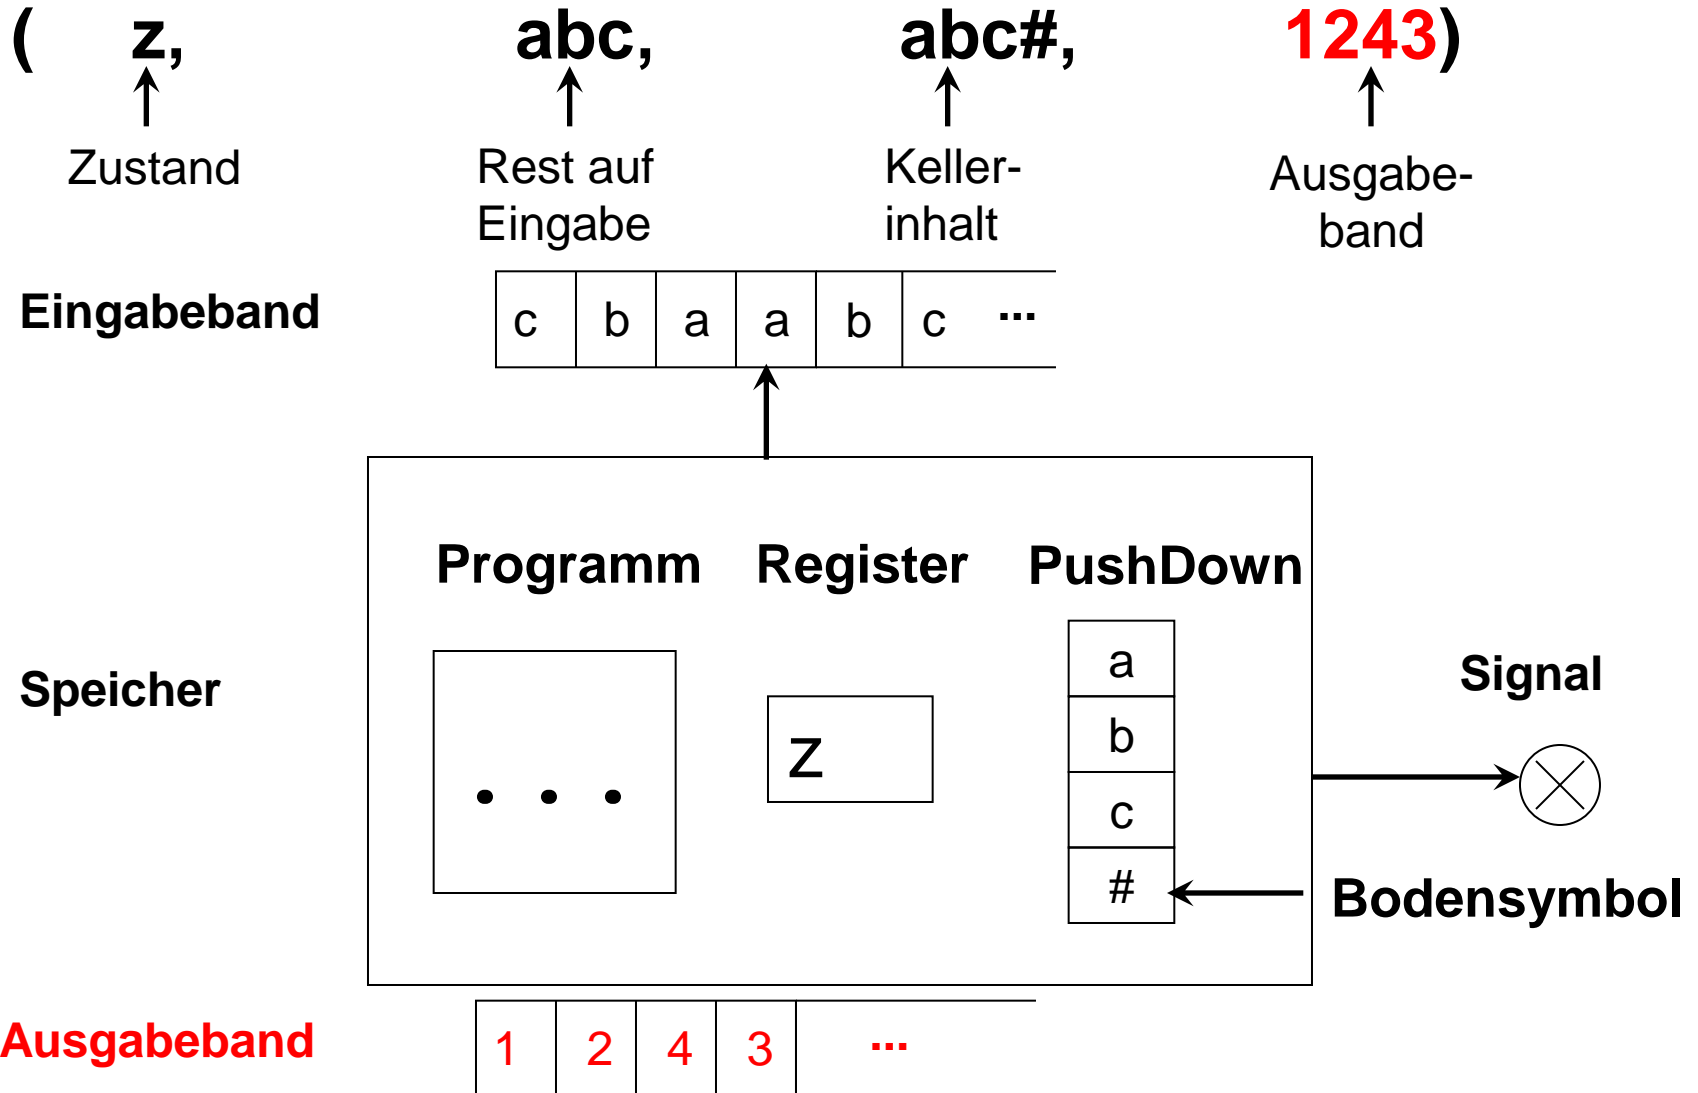 ( z, abc, abc#, 1243)
Zustand Rest auf Keller- Ausgabe-
Eingabe inhalt band
Eingabeband c b a a b c ...
Programm Register PushDown
a
Speicher Signal
z b
. . .
c
# Bodensymbol
Ausgabeband 1 2 4 3 ...